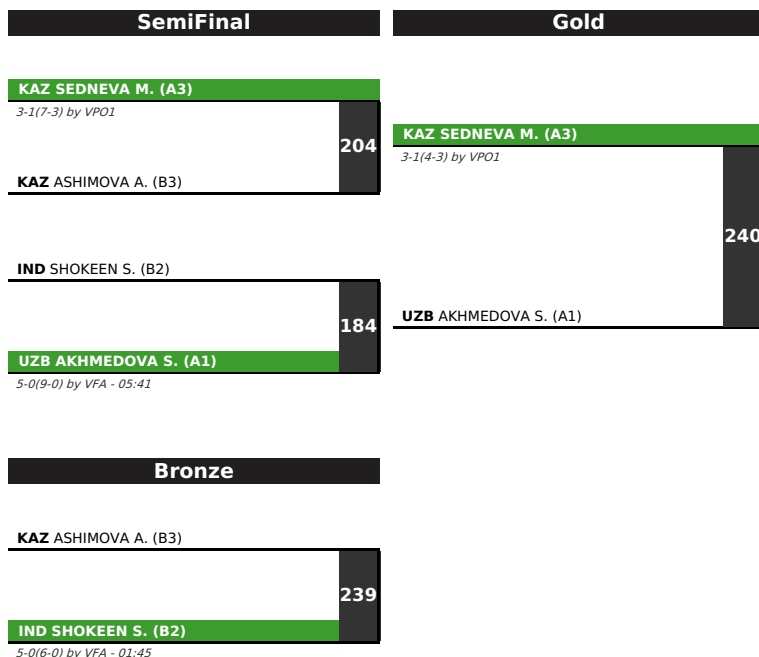 SemiFinal
KAZ SEDNEVA M. (A3)
3-1(7-3) by VPO1
204
KAZ ASHIMOVA A. (B3)
IND SHOKEEN S. (B2)
184
UZB AKHMEDOVA S. (A1)
5-0(9-0) by VFA - 05:41
Gold
KAZ SEDNEVA M. (A3)
3-1(4-3) by VPO1
240
UZB AKHMEDOVA S. (A1)
Bronze
KAZ ASHIMOVA A. (B3)
239
IND SHOKEEN S. (B2)
5-0(6-0) by VFA - 01:45